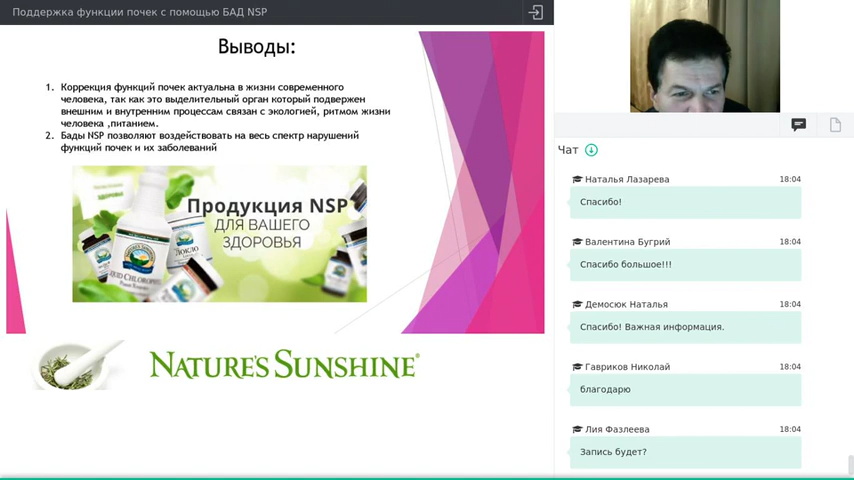 Поддержка функции почек с помощью БАД NSP
Выводы:
1. Коррекция функций почек актуальна в жизни современного
человека, так как это выделительный орган который подвержен
внешним и внутренним процессам связан с экологией, ритмом жизни
человека ,питанием.
2. Бады NSP позволяют воздействовать на весь спектр нарушений
функций почек и их заболеваний
Продукция NSP
ДЛЯ ВАШЕГО
ЗДОРОВЬЯ
NATURE'S SUNSHINE®
Чат
Наталья Лазарева 18:04
Спасибо!
Валентина Бугрий 18:04
Спасибо большое!!!
Демосюк Наталья 18:04
Спасибо! Важная информация.
Гавриков Николай 18:04
благодарю
Лия Фазлеева 18:04
Запись будет?